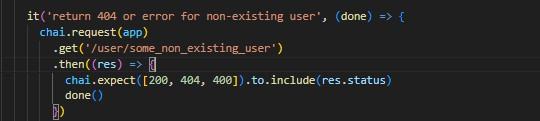 it('return 404 or error for non-existing user', (done) => {
chai.request(app)
.get('/user/some_non_existing_user')
.then((res) => {
chai.expect([200, 404, 400]).to.include(res.status)
done()
})